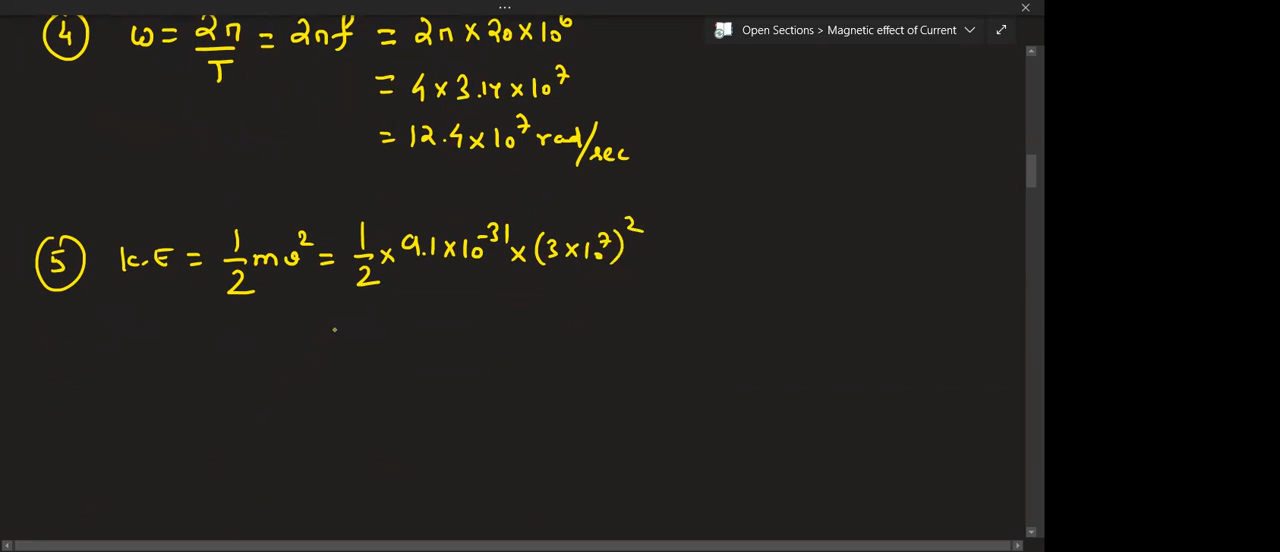 ...
Open Sections > Magnetic effect of Current
④ ω = 2π/T = 2πf = 2π × 20 × 10⁶
= 4 × 3.14 × 10⁷
= 12.4 × 10⁷ rad/sec
⑤ K.E = 1/2 mv² = 1/2 × 9.1 × 10⁻³¹ × (3 × 10⁷)²